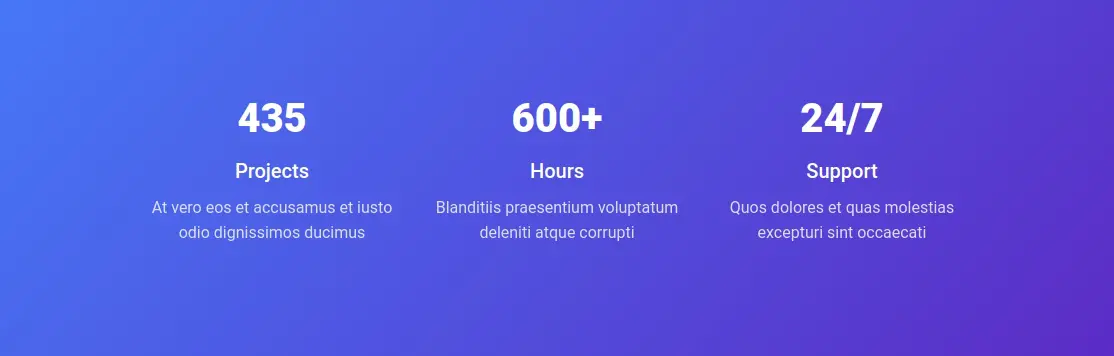 435
600+
24/7
Projects
Hours
Support
At vero eos et accusamus et iusto
odio dignissimos ducimus
Blanditiis praesentium voluptatum
deleniti atque corrupti
Quos dolores et quas molestias
excepturi sint occaecati